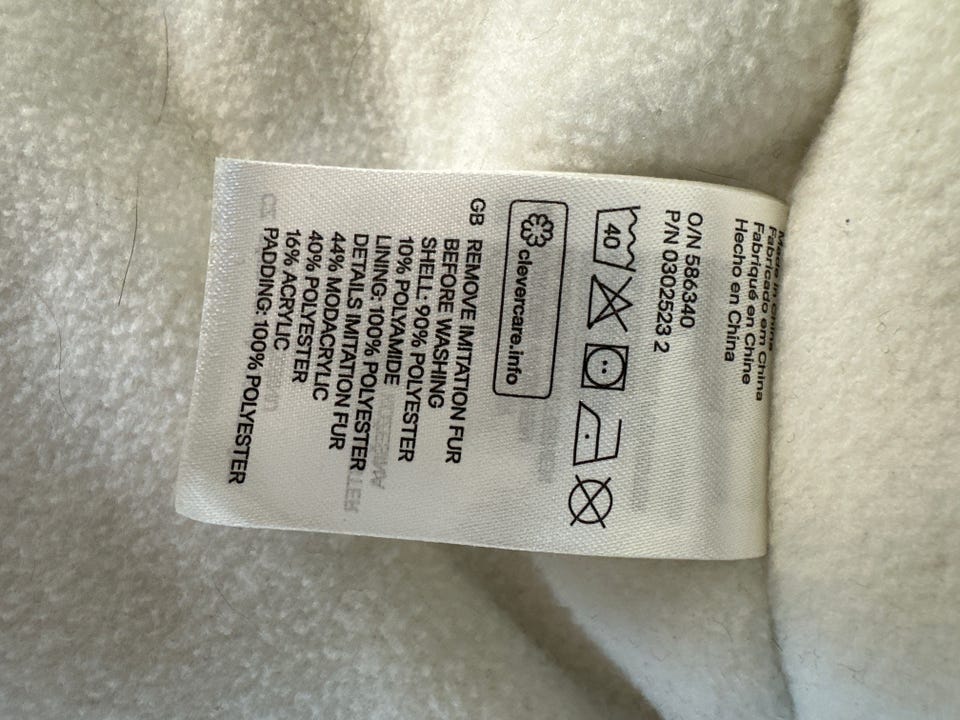 Made in China
Fabricado em China
Fabriqué en Chine
Hecho en China
O/N 586340
P/N 0302523 2
40
clevercare.info
GB REMOVE IMITATION FUR
BEFORE WASHING
SHELL: 90% POLYESTER
10% POLYAMIDE
LINING: 100% POLYESTER
DETAILS IMITATION FUR
44% MODACRYLIC
40% POLYESTER
16% ACRYLIC
PADDING: 100% POLYESTER